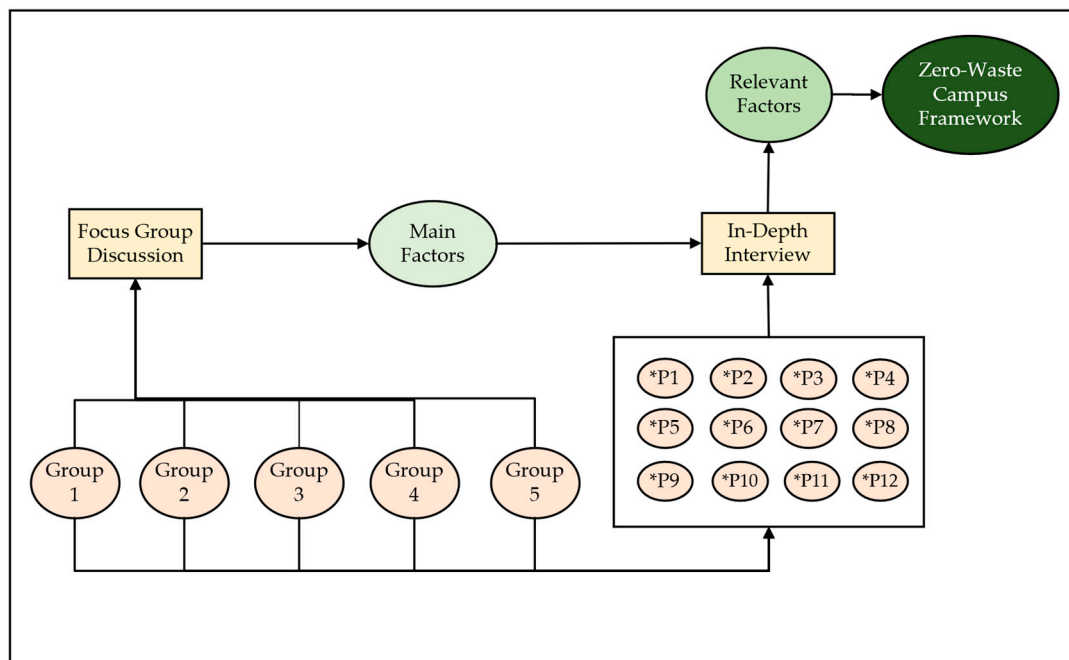 Relevant
Factors
Zero-Waste
Campus
Framework
Focus Group
Discussion
Main
Factors
In-Depth
Interview
*P1 *P2 *P3 *P4
*P5 *P6 *P7 *P8
*P9 *P10 *P11 *P12
Group
1
Group
2
Group
3
Group
4
Group
5